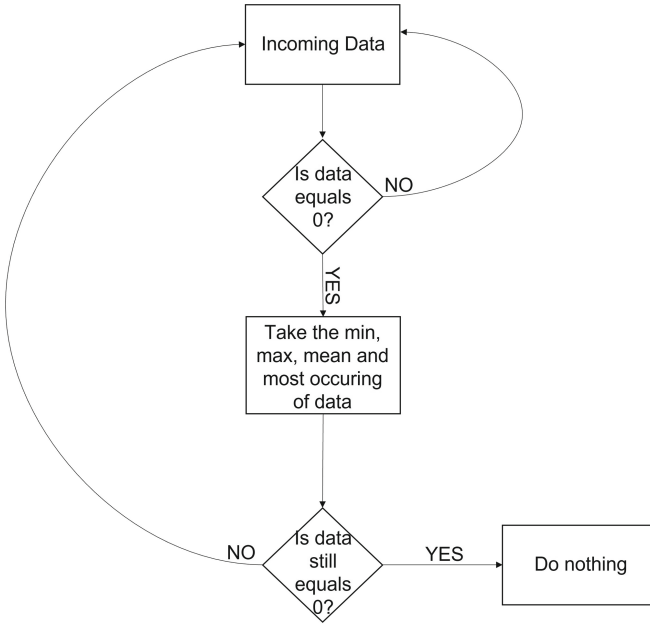 Incoming Data
Is data
equals
0?
NO
YES
Take the min,
max, mean and
most occuring
of data
Is data
still
equals
0?
NO
YES
Do nothing